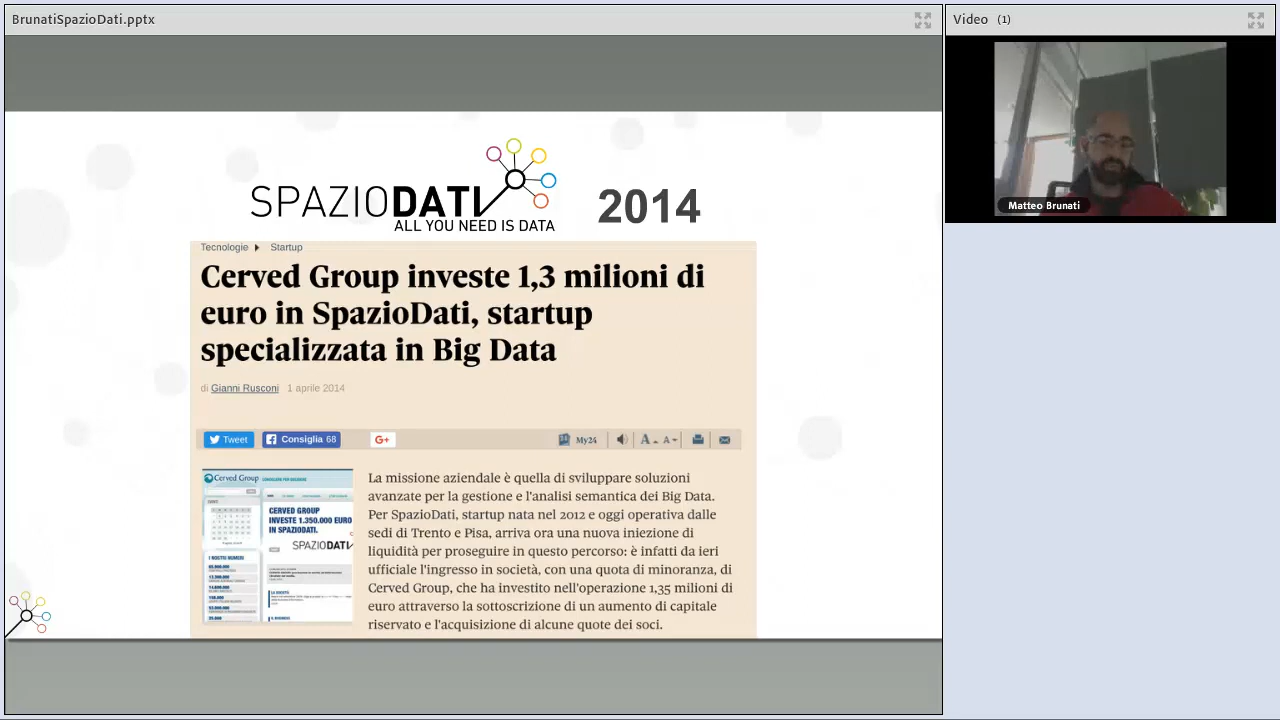 BrunatiSpazioDati.pptx
Video (1)
Matteo Brunati
SPAZIODATI
ALL YOU NEED IS DATA
2014
Tecnologie Startup
Cerved Group investe 1,3 milioni di
euro in SpazioDati, startup
specializzata in Big Data
di Gianni Rusconi 1 aprile 2014
Tweet Consiglia 68 G+ My24 A A
Cerved Group
CERVED GROUP
INVESTE 1.350.000 EURO
IN SPAZIODATI.
SPAZIODATI
La missione aziendale è quella di sviluppare soluzioni
avanzate per la gestione e l'analisi semantica dei Big Data.
Per SpazioDati, startup nata nel 2012 e oggi operativa dalle
sedi di Trento e Pisa, arriva ora una nuova iniezione di
liquidità per proseguire in questo percorso: è infatti da ieri
ufficiale l'ingresso in società, con una quota di minoranza, di
Cerved Group, che ha investito nell'operazione 1,35 milioni di
euro attraverso la sottoscrizione di un aumento di capitale
riservato e l'acquisizione di alcune quote dei soci.